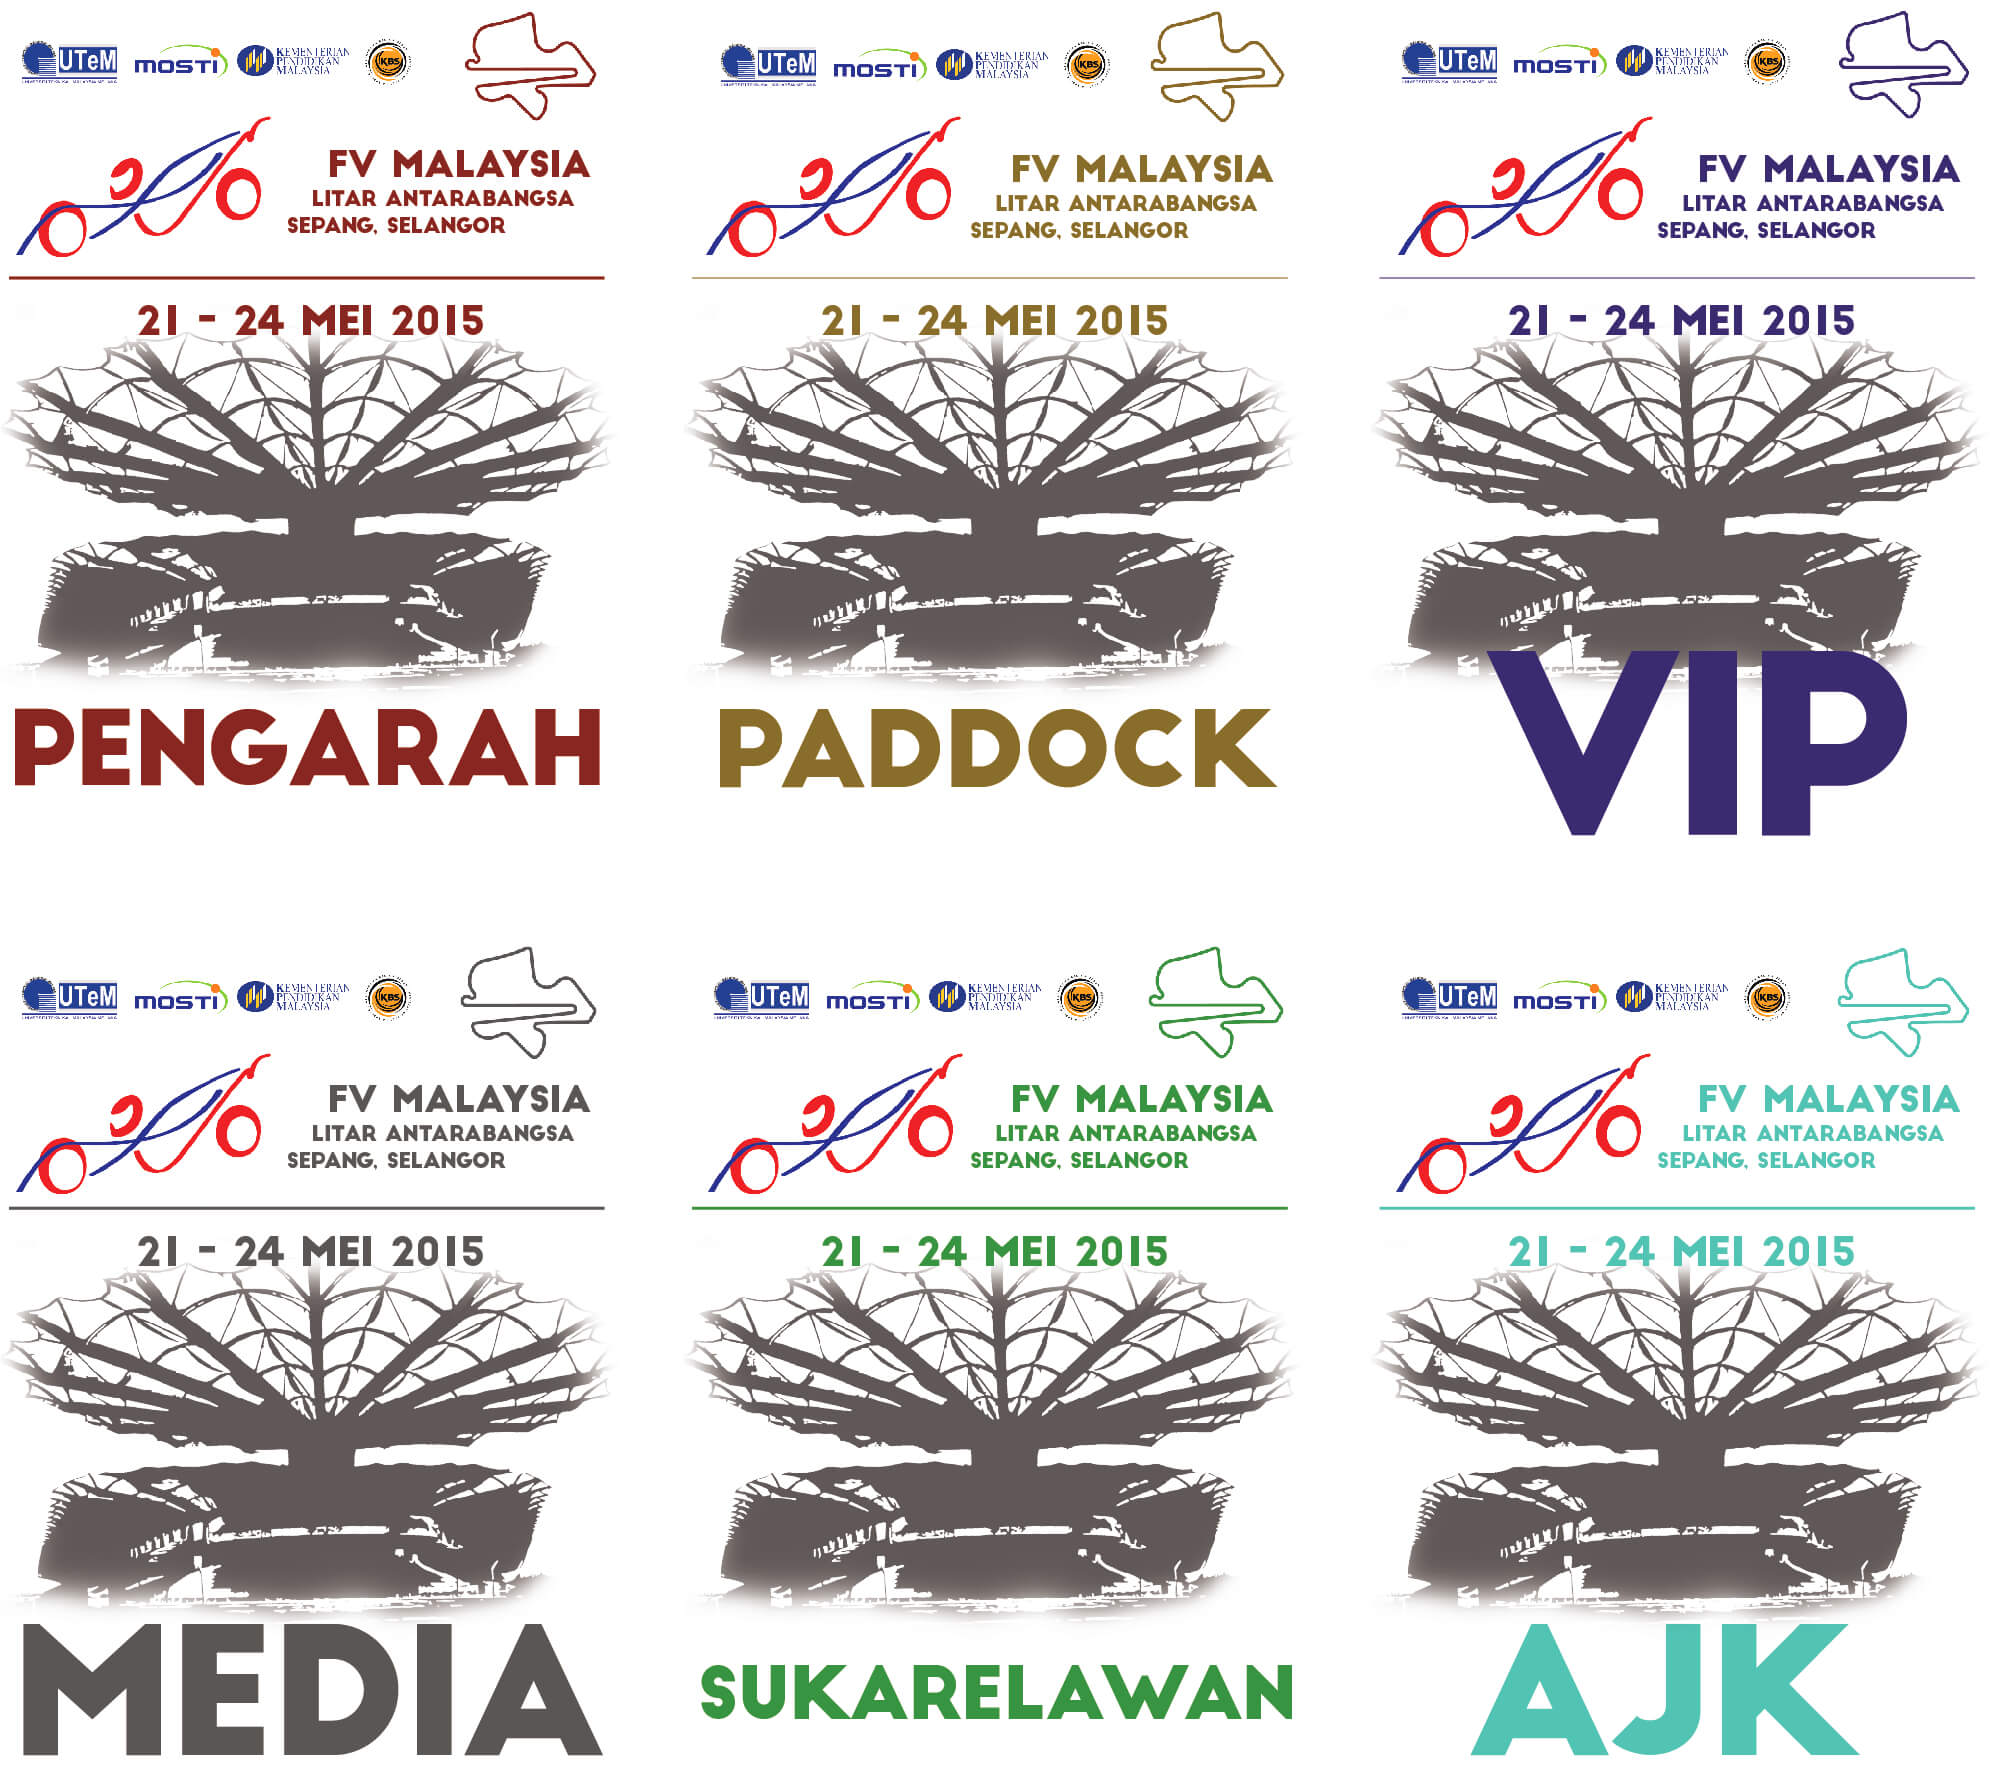 UTeM
mosti
KEMENTERIAN
PENDIDIKAN
MALAYSIA
KBS
FV MALAYSIA
LITAR ANTARABANGSA
SEPANG, SELANGOR
21 - 24 MEI 2015
PENGARAH
UTeM
mosti
KEMENTERIAN
PENDIDIKAN
MALAYSIA
KBS
FV MALAYSIA
LITAR ANTARABANGSA
SEPANG, SELANGOR
21 - 24 MEI 2015
PADDOCK
UTeM
mosti
KEMENTERIAN
PENDIDIKAN
MALAYSIA
KBS
FV MALAYSIA
LITAR ANTARABANGSA
SEPANG, SELANGOR
21 - 24 MEI 2015
VIP
UTeM
mosti
KEMENTERIAN
PENDIDIKAN
MALAYSIA
KBS
FV MALAYSIA
LITAR ANTARABANGSA
SEPANG, SELANGOR
21 - 24 MEI 2015
MEDIA
UTeM
mosti
KEMENTERIAN
PENDIDIKAN
MALAYSIA
KBS
FV MALAYSIA
LITAR ANTARABANGSA
SEPANG, SELANGOR
21 - 24 MEI 2015
SUKARELAWAN
UTeM
mosti
KEMENTERIAN
PENDIDIKAN
MALAYSIA
KBS
FV MALAYSIA
LITAR ANTARABANGSA
SEPANG, SELANGOR
21 - 24 MEI 2015
AJK